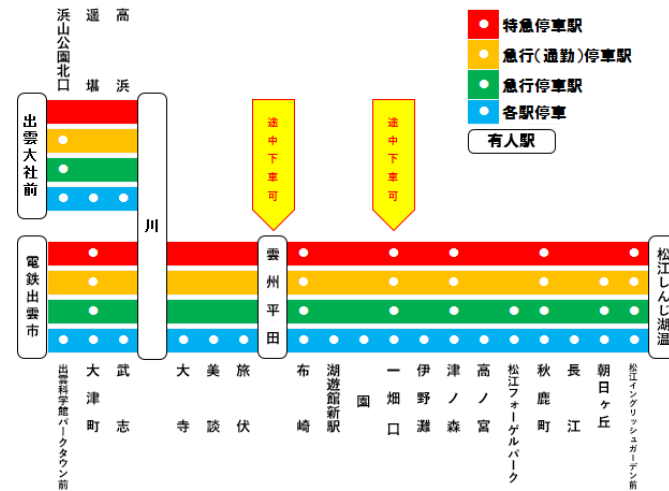 浜山公園北口
遥堪
高浜
特急停車駅
急行(通勤)停車駅
急行停車駅
各駅停車
有人駅
出雲大社前
川
途中下車可
途中下車可
電鉄出雲市
雲州平田
松江しんじ湖温
出雲科学館パークタウン前
大津町
武志
大寺
美談
旅伏
布崎
湖遊館新駅
園
一畑口
伊野灘
津ノ森
高ノ宮
松江フォーゲルパーク
秋鹿町
長江
朝日ヶ丘
松江イングリッシュガーデン前